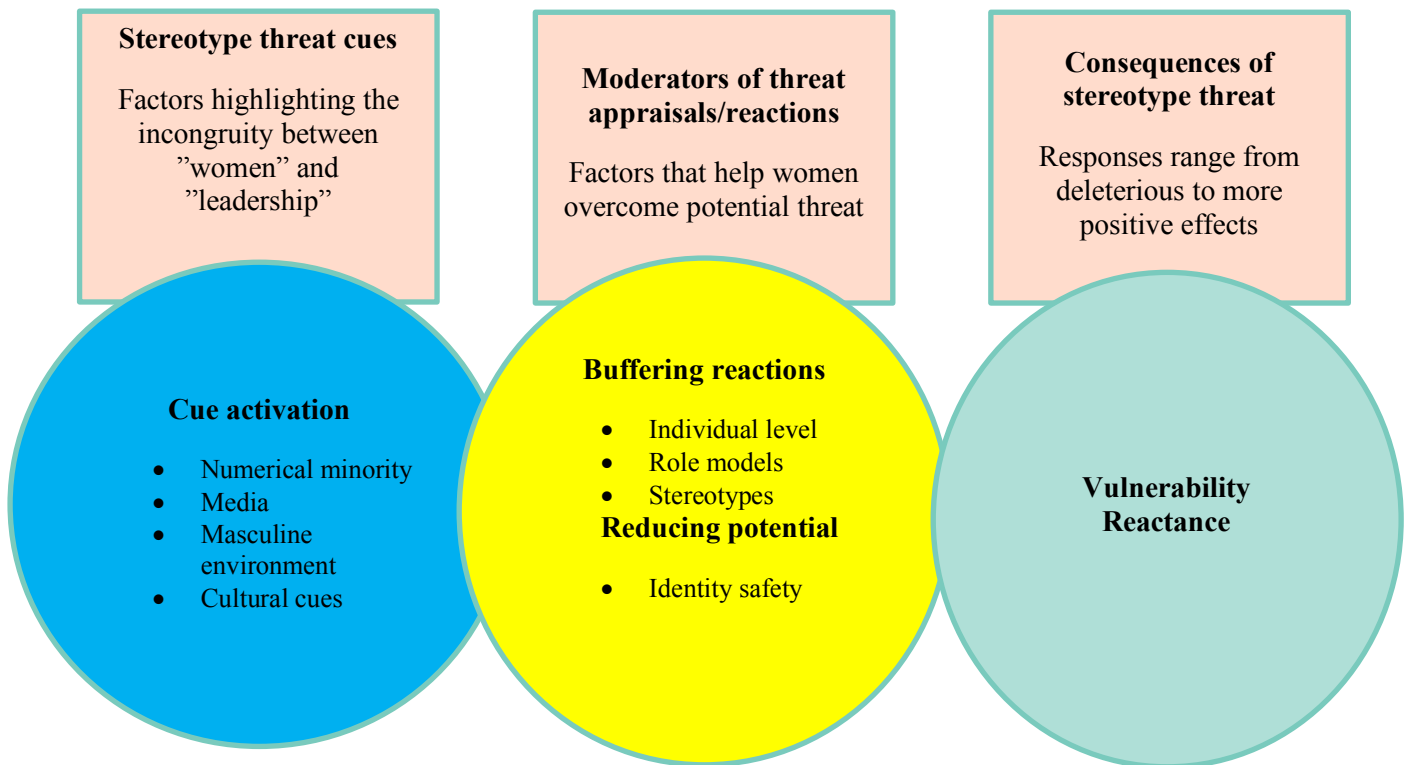 Stereotype threat cues
Factors highlighting the
incongruity between
”women” and
”leadership”
Cue activation
• Numerical minority
• Media
• Masculine
environment
• Cultural cues
Moderators of threat
appraisals/reactions
Factors that help women
overcome potential threat
Buffering reactions
• Individual level
• Role models
• Stereotypes
Reducing potential
• Identity safety
Consequences of
stereotype threat
Responses range from
deleterious to more
positive effects
Vulnerability
Reactance